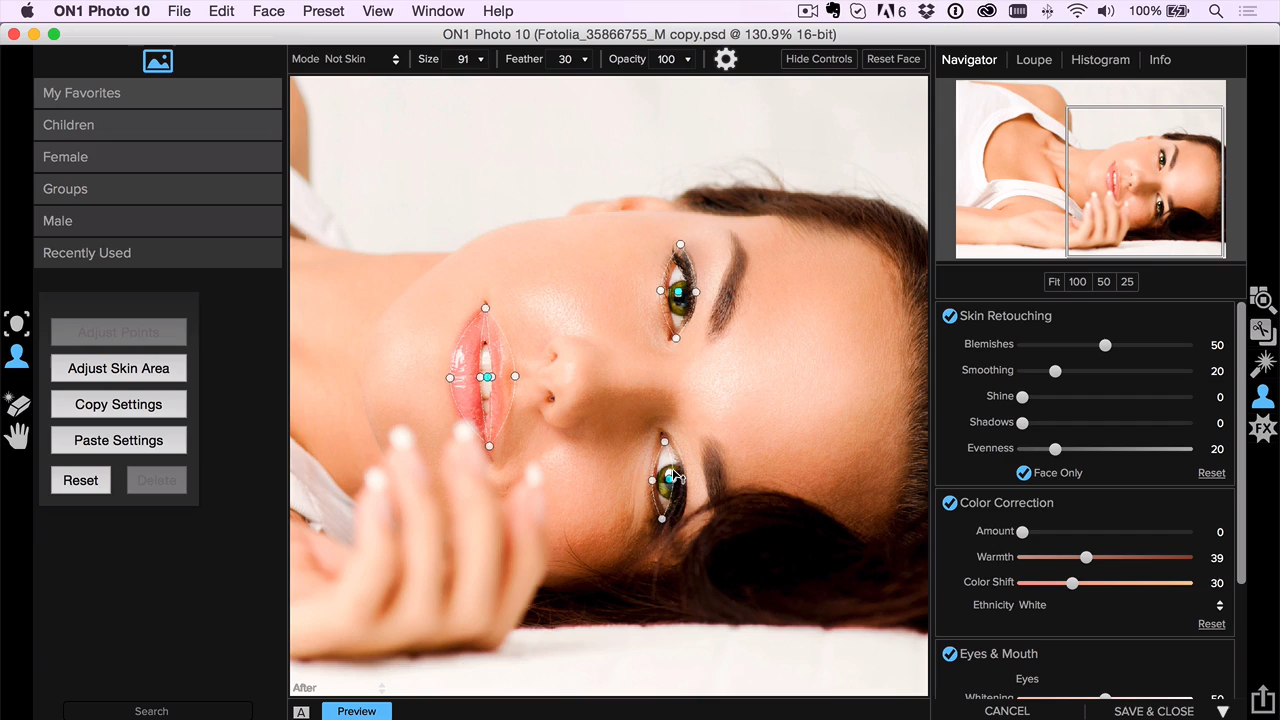 ON1 Photo 10 File Edit Face Preset View Window Help 6 100%
ON1 Photo 10 (Fotolia_35866755_M copy.psd @ 130.9% 16-bit)
Mode Not Skin Size 91 Feather 30 Opacity 100 Hide Controls Reset Face
Navigator Loupe Histogram Info
My Favorites
Children
Female
Groups
Male
Recently Used
Adjust Points
Adjust Skin Area
Copy Settings
Paste Settings
Reset Delete
Fit 100 50 25
Skin Retouching
Blemishes 50
Smoothing 20
Shine 0
Shadows 0
Evenness 20
Face Only Reset
Color Correction
Amount 0
Warmth 39
Color Shift 30
Ethnicity White
Reset
Eyes & Mouth
Eyes
Whitening 50
FX
After
Search
A Preview
CANCEL SAVE & CLOSE